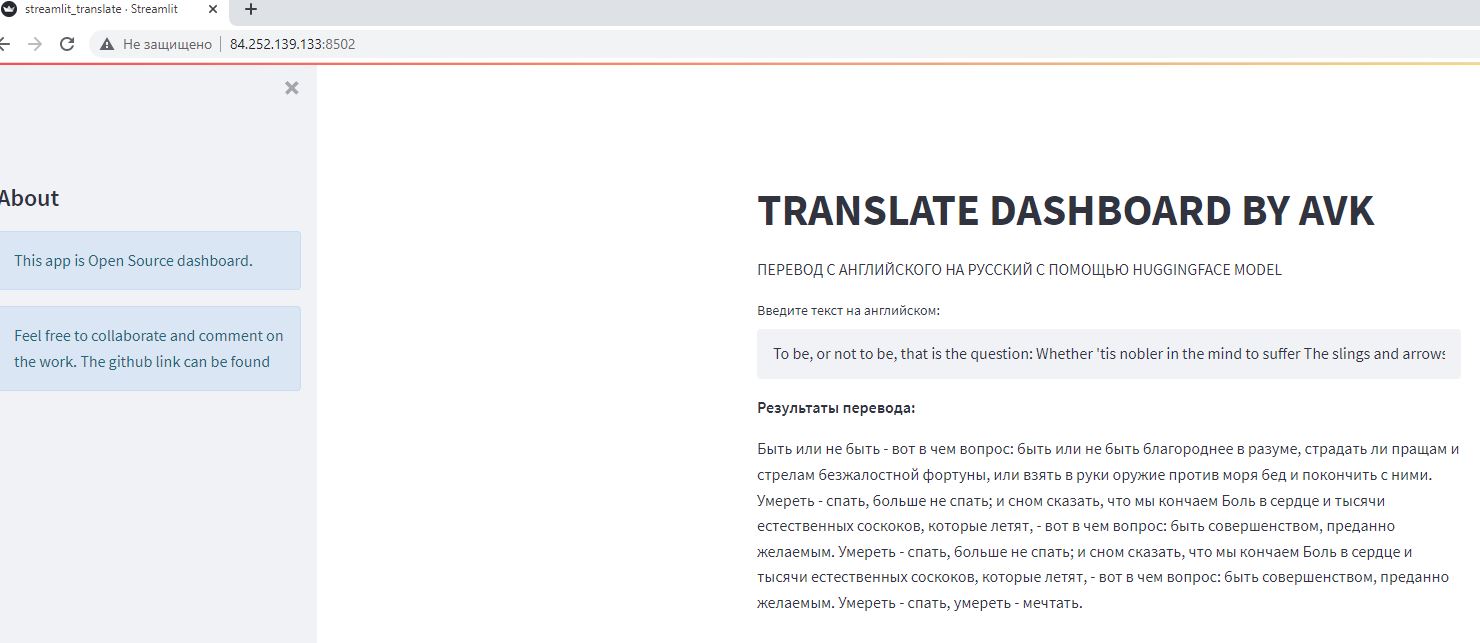 streamlit_translate · Streamlit
Не защищено 84.252.139.133:8502
About
This app is Open Source dashboard.
Feel free to collaborate and comment on
the work. The github link can be found
TRANSLATE DASHBOARD BY AVK
ПЕРЕВОД С АНГЛИЙСКОГО НА РУССКИЙ С ПОМОЩЬЮ HUGGINGFACE MODEL
Введите текст на английском:
To be, or not to be, that is the question: Whether 'tis nobler in the mind to suffer The slings and arrows
Результаты перевода:
Быть или не быть - вот в чем вопрос: быть или не быть благороднее в разуме, страдать ли пращам и
стрелам безжалостной фортуны, или взять в руки оружие против моря бед и покончить с ними.
Умереть - спать, больше не спать; и сном сказать, что мы кончаем Боль в сердце и тысячи
естественных сосков, которые летят, - вот в чем вопрос: быть совершенством, преданно
желаемым. Умереть - спать, больше не спать; и сном сказать, что мы кончаем Боль в сердце и
тысячи естественных сосков, которые летят, - вот в чем вопрос: быть совершенством, преданно
желаемым. Умереть - спать, умереть - мечтать.